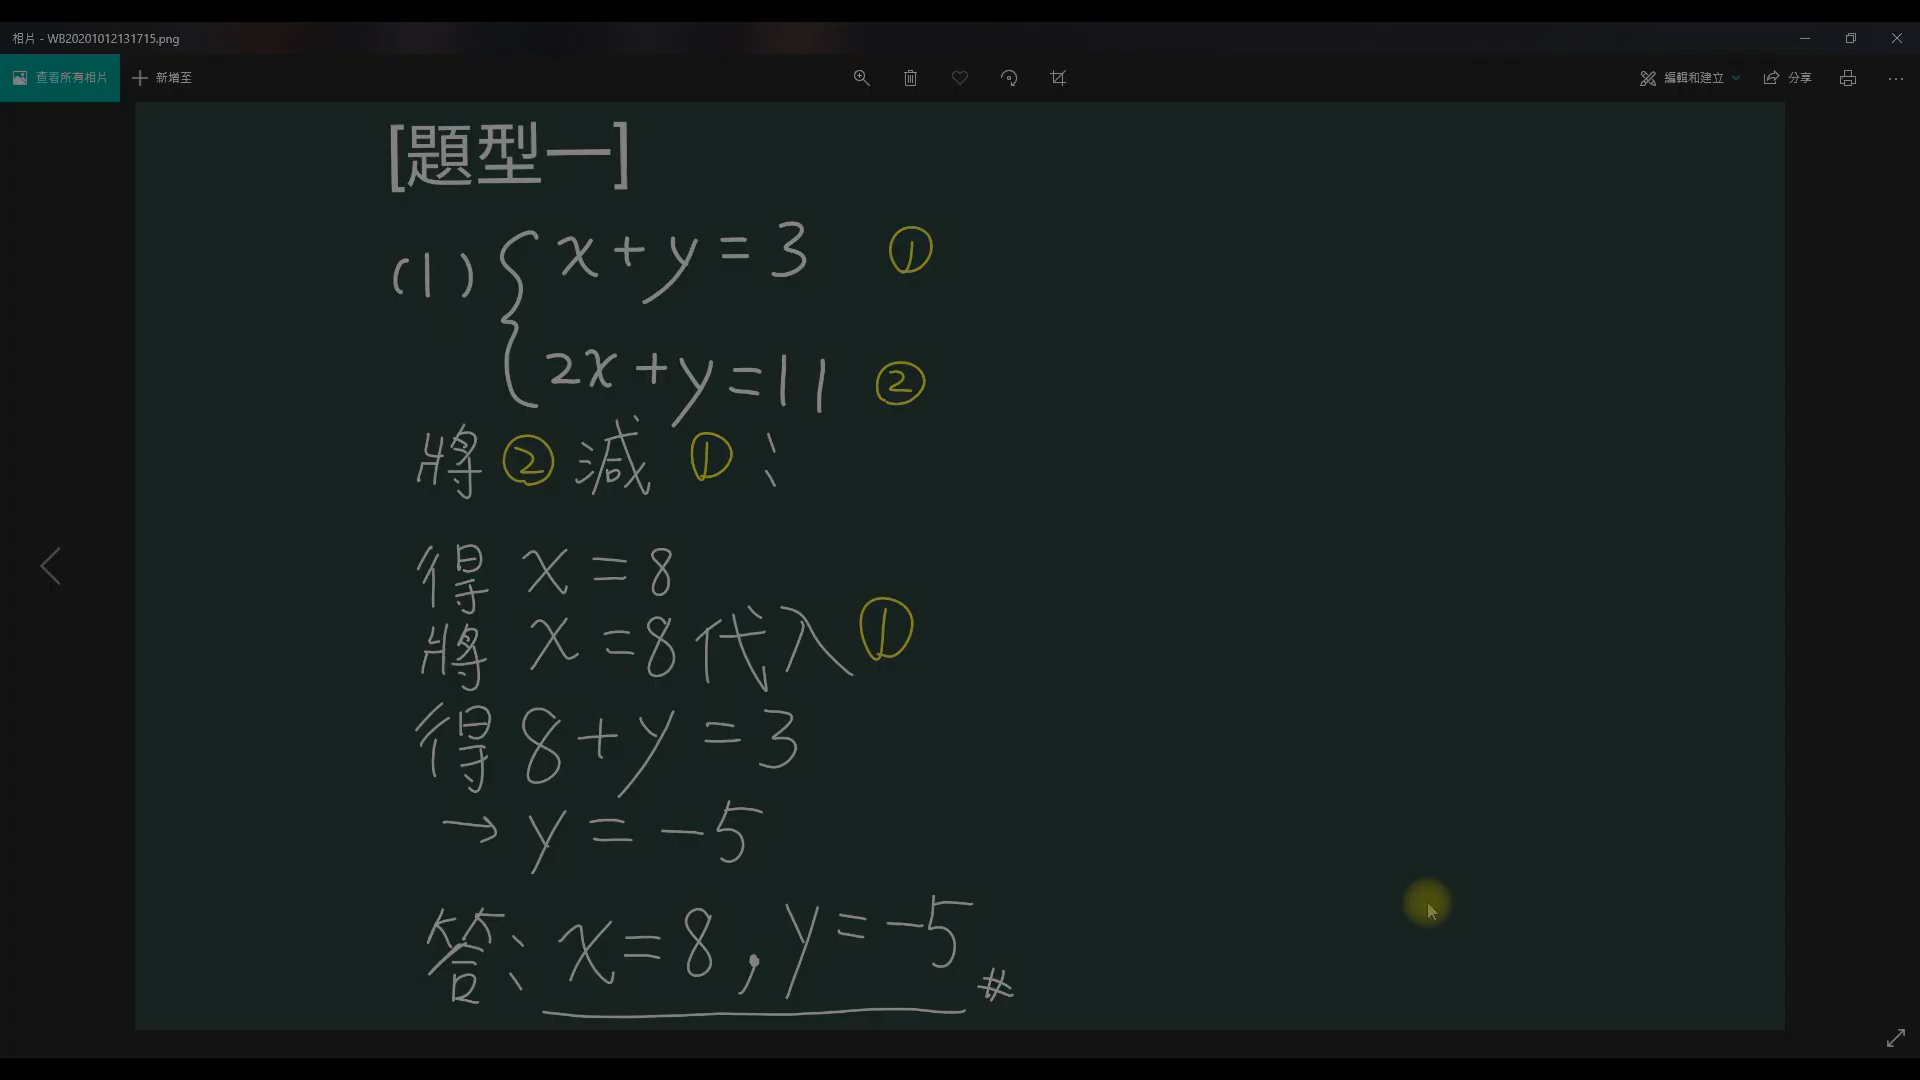 相片 - WB20201012131715.png
查看所有相片 新增至 編輯和建立 分享
[題型一]
(1) { x+y=3 ①
2x+y=11 ②
將②減①:
得 x=8
將 x=8代入①
得 8+y=3
→ y=-5
答: x=8, y=-5 #